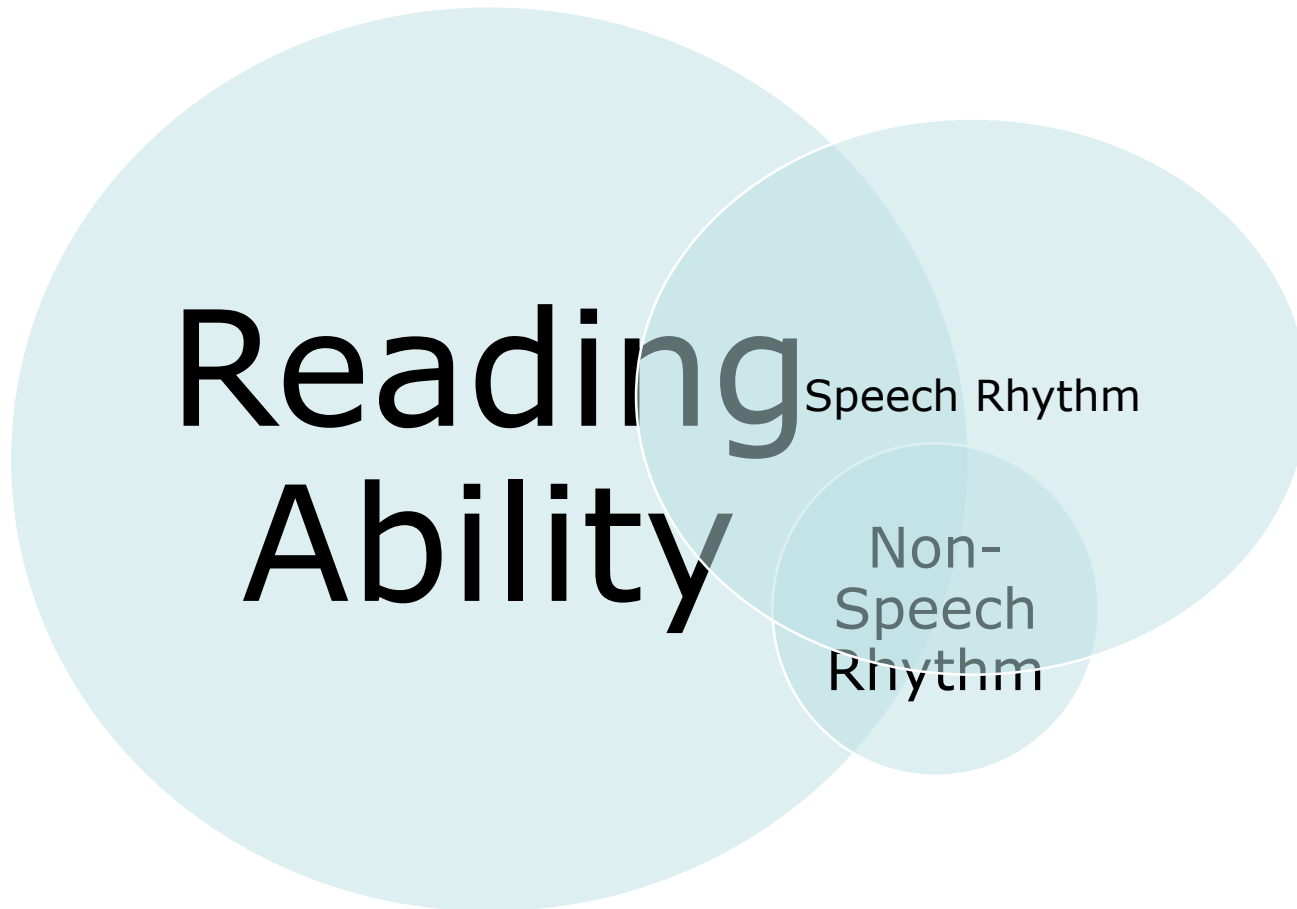 Reading
Ability
Speech Rhythm
Non-
Speech
Rhythm